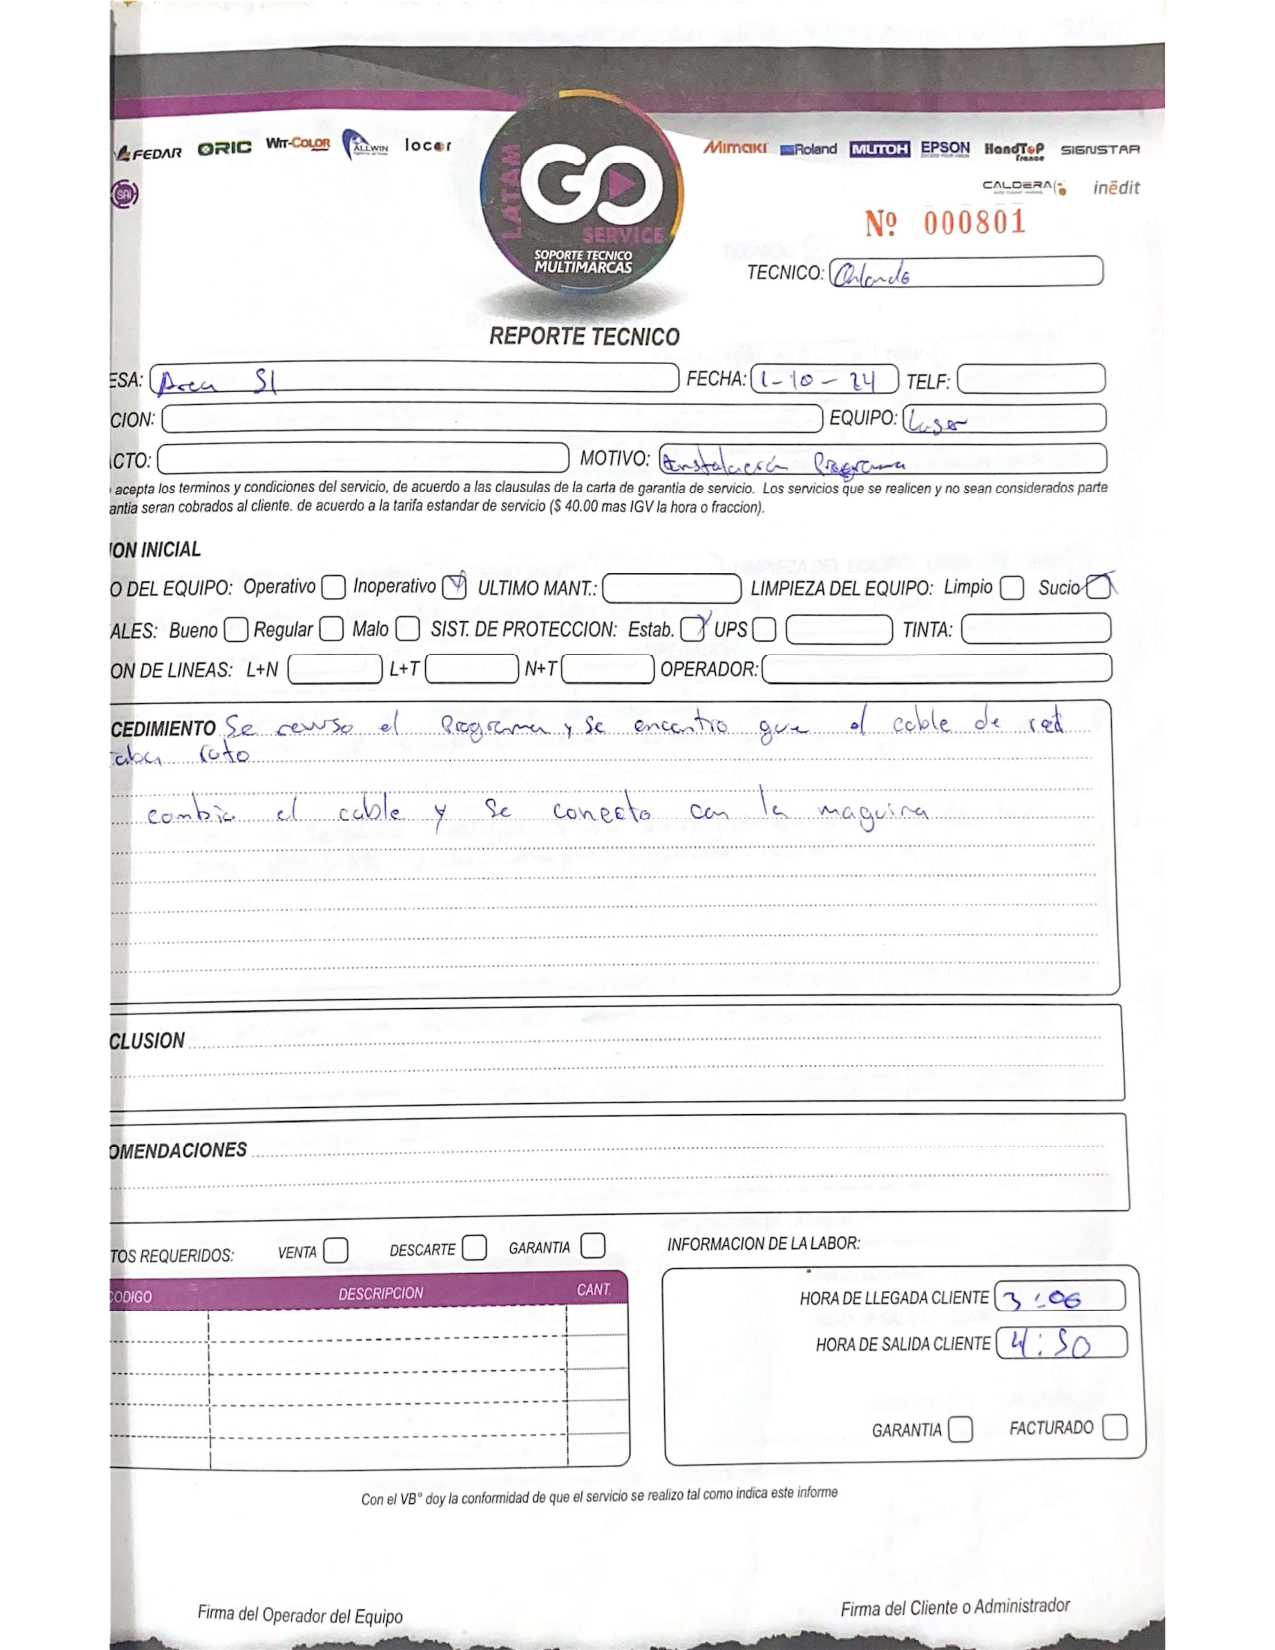 FEDAR ORIC WIT-COLOR ALLWIN locor
SAi
LATAM
GO
SERVICE
SOPORTE TECNICO
MULTIMARCAS
Mimaki Roland MUTOH EPSON HandToP france SIGNSTAR
CALDERA inēdit
Nº 000801
TECNICO: Orlando
REPORTE TECNICO
ESA: Area 51 FECHA: 1-10-24 TELF:
CION: EQUIPO: Laser
ACTO: MOTIVO: Instalación Programa
acepta los terminos y condiciones del servicio, de acuerdo a las clausulas de la carta de garantia de servicio. Los servicios que se realicen y no sean considerados parte
antia seran cobrados al cliente. de acuerdo a la tarifa estandar de servicio ($ 40.00 mas IGV la hora o fraccion).
ION INICIAL
O DEL EQUIPO: Operativo Inoperativo ULTIMO MANT.: LIMPIEZA DEL EQUIPO: Limpio Sucio
ALES: Bueno Regular Malo SIST. DE PROTECCION: Estab. UPS TINTA:
ON DE LINEAS: L+N L+T N+T OPERADOR:
CEDIMIENTO Se reviso el Programa y se encontro que el cable de red
taba roto
cambio el cable y se conecto con la maquina
CLUSION
OMENDACIONES
TOS REQUERIDOS: VENTA DESCARTE GARANTIA
CODIGO DESCRIPCION CANT.
INFORMACION DE LA LABOR:
HORA DE LLEGADA CLIENTE 3:06
HORA DE SALIDA CLIENTE 4:50
GARANTIA FACTURADO
Con el VB° doy la conformidad de que el servicio se realizo tal como indica este informe
Firma del Operador del Equipo Firma del Cliente o Administrador